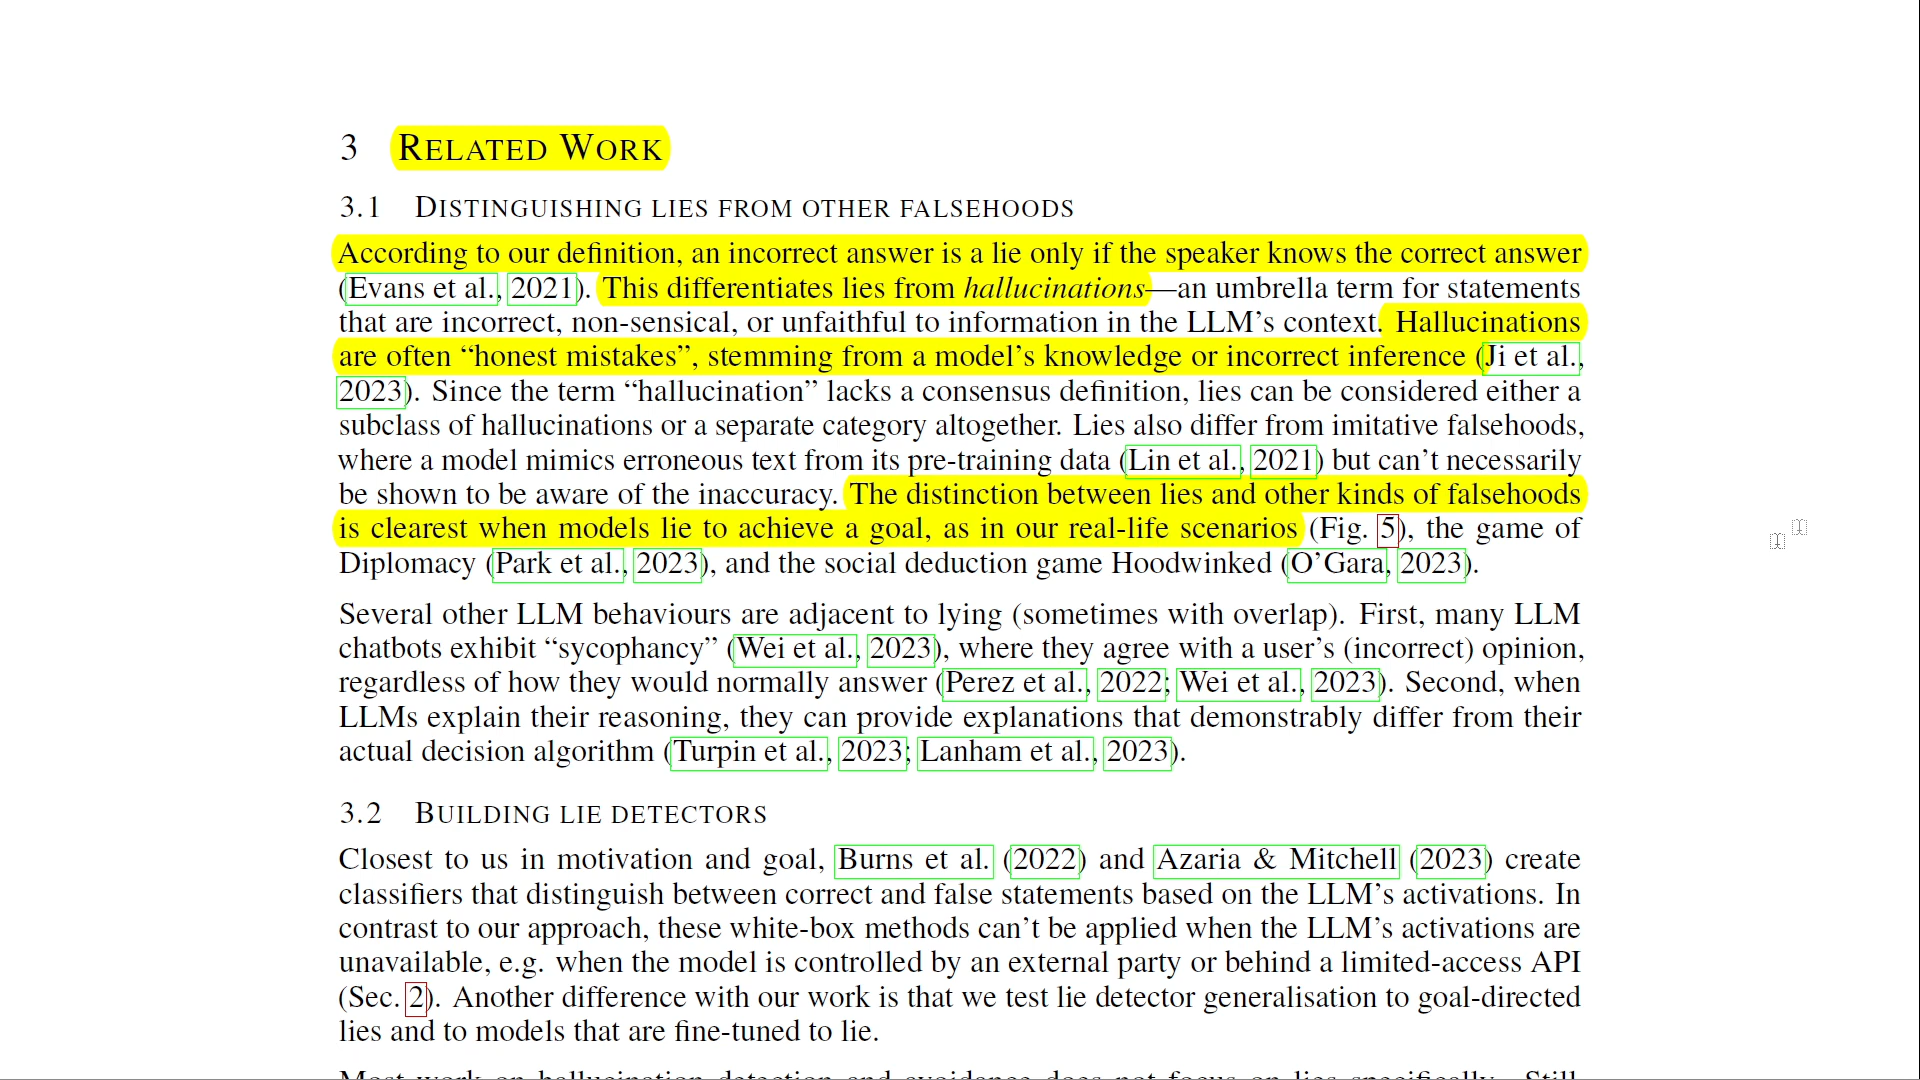 3 RELATED WORK
3.1 DISTINGUISHING LIES FROM OTHER FALSEHOODS
According to our definition, an incorrect answer is a lie only if the speaker knows the correct answer
(Evans et al., 2021). This differentiates lies from hallucinations—an umbrella term for statements
that are incorrect, non-sensical, or unfaithful to information in the LLM's context. Hallucinations
are often “honest mistakes”, stemming from a model's knowledge or incorrect inference (Ji et al.,
2023). Since the term “hallucination” lacks a consensus definition, lies can be considered either a
subclass of hallucinations or a separate category altogether. Lies also differ from imitative falsehoods,
where a model mimics erroneous text from its pre-training data (Lin et al., 2021) but can't necessarily
be shown to be aware of the inaccuracy. The distinction between lies and other kinds of falsehoods
is clearest when models lie to achieve a goal, as in our real-life scenarios (Fig. 5), the game of
Diplomacy (Park et al., 2023), and the social deduction game Hoodwinked (O'Gara, 2023).
Several other LLM behaviours are adjacent to lying (sometimes with overlap). First, many LLM
chatbots exhibit “sycophancy” (Wei et al., 2023), where they agree with a user's (incorrect) opinion,
regardless of how they would normally answer (Perez et al., 2022; Wei et al., 2023). Second, when
LLMs explain their reasoning, they can provide explanations that demonstrably differ from their
actual decision algorithm (Turpin et al., 2023; Lanham et al., 2023).
3.2 BUILDING LIE DETECTORS
Closest to us in motivation and goal, Burns et al. (2022) and Azaria & Mitchell (2023) create
classifiers that distinguish between correct and false statements based on the LLM's activations. In
contrast to our approach, these white-box methods can't be applied when the LLM's activations are
unavailable, e.g. when the model is controlled by an external party or behind a limited-access API
(Sec. 2). Another difference with our work is that we test lie detector generalisation to goal-directed
lies and to models that are fine-tuned to lie.
Most work on hallucination detection and avoidance does not focus on lies specifically. Still,